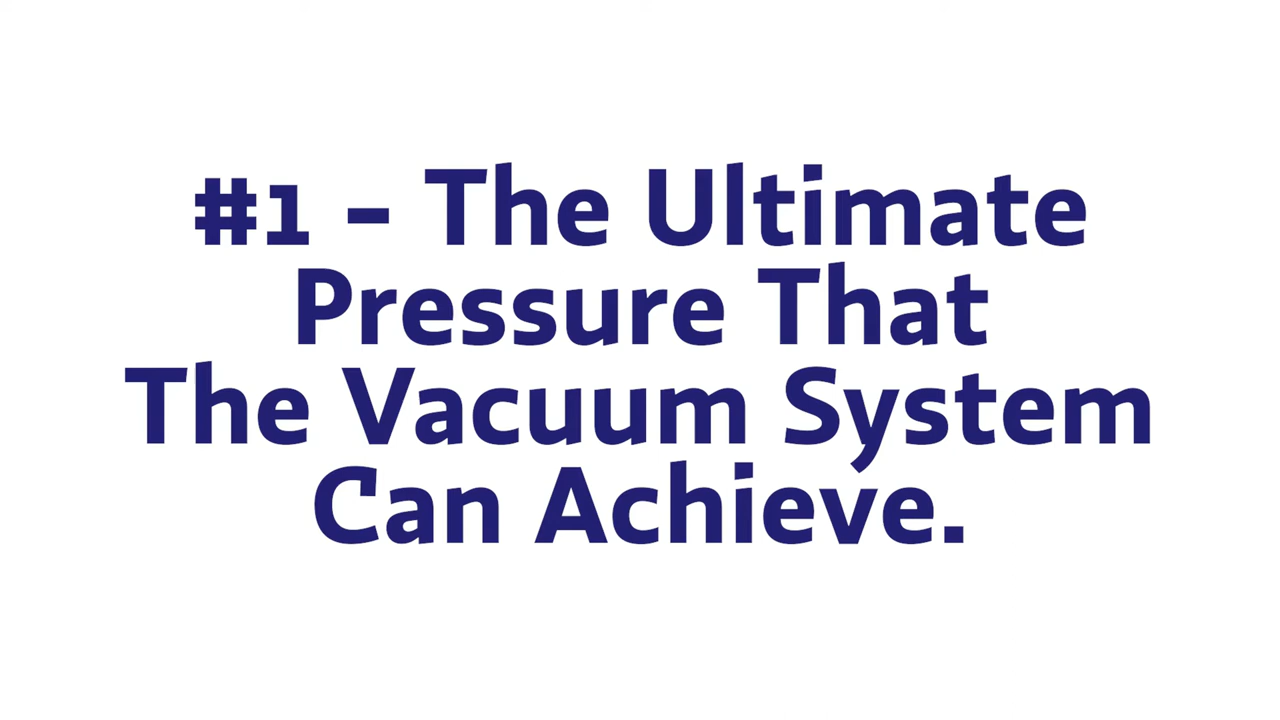 #1 – The Ultimate
Pressure That
The Vacuum System
Can Achieve.